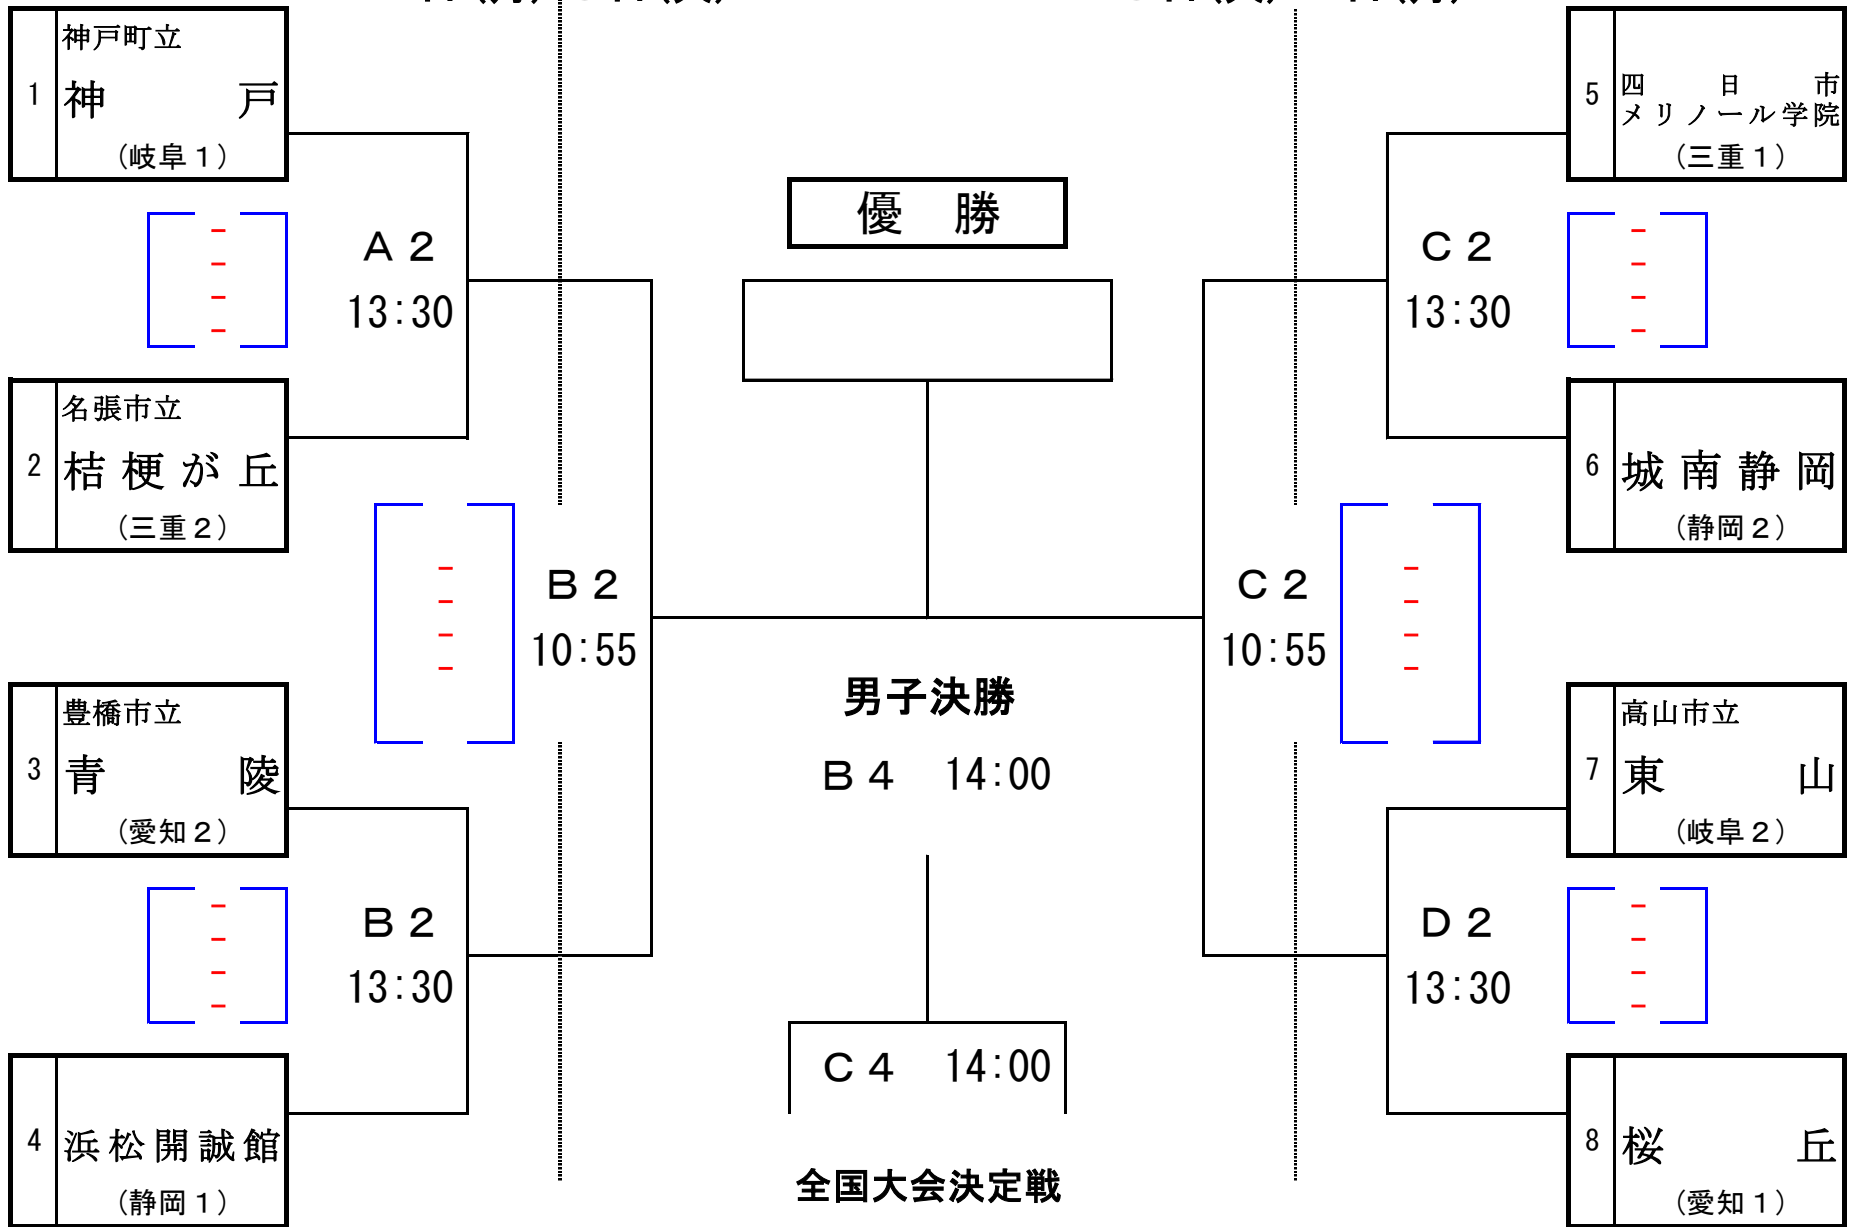 1
神戸町立
神戸
(岐阜1)
A2
13:30
2
名張市立
桔梗が丘
(三重2)
B2
10:55
3
豊橋市立
青陵
(愛知2)
B2
13:30
4
浜松開誠館
(静岡1)
優 勝
男子決勝
B4 14:00
C4 14:00
全国大会決定戦
5
四日市
メリノール学院
(三重1)
C2
13:30
6
城南静岡
(静岡2)
C2
10:55
7
高山市立
東山
(岐阜2)
D2
13:30
8
桜丘
(愛知1)